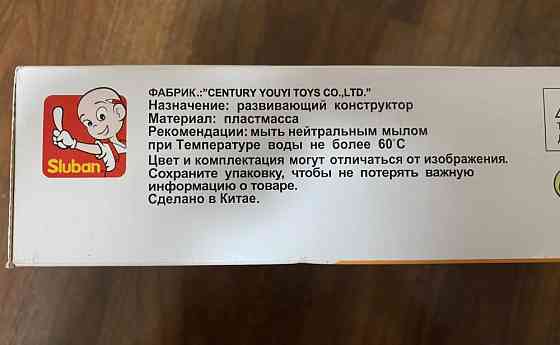 Sluban
ФАБРИК.:"CENTURY YOUYI TOYS CO.,LTD."
Назначение: развивающий конструктор
Материал: пластмасса
Рекомендации: мыть нейтральным мылом
при Температуре воды не более 60°С
Цвет и комплектация могут отличаться от изображения.
Сохраните упаковку, чтобы не потерять важную
информацию о товаре.
Сделано в Китае.